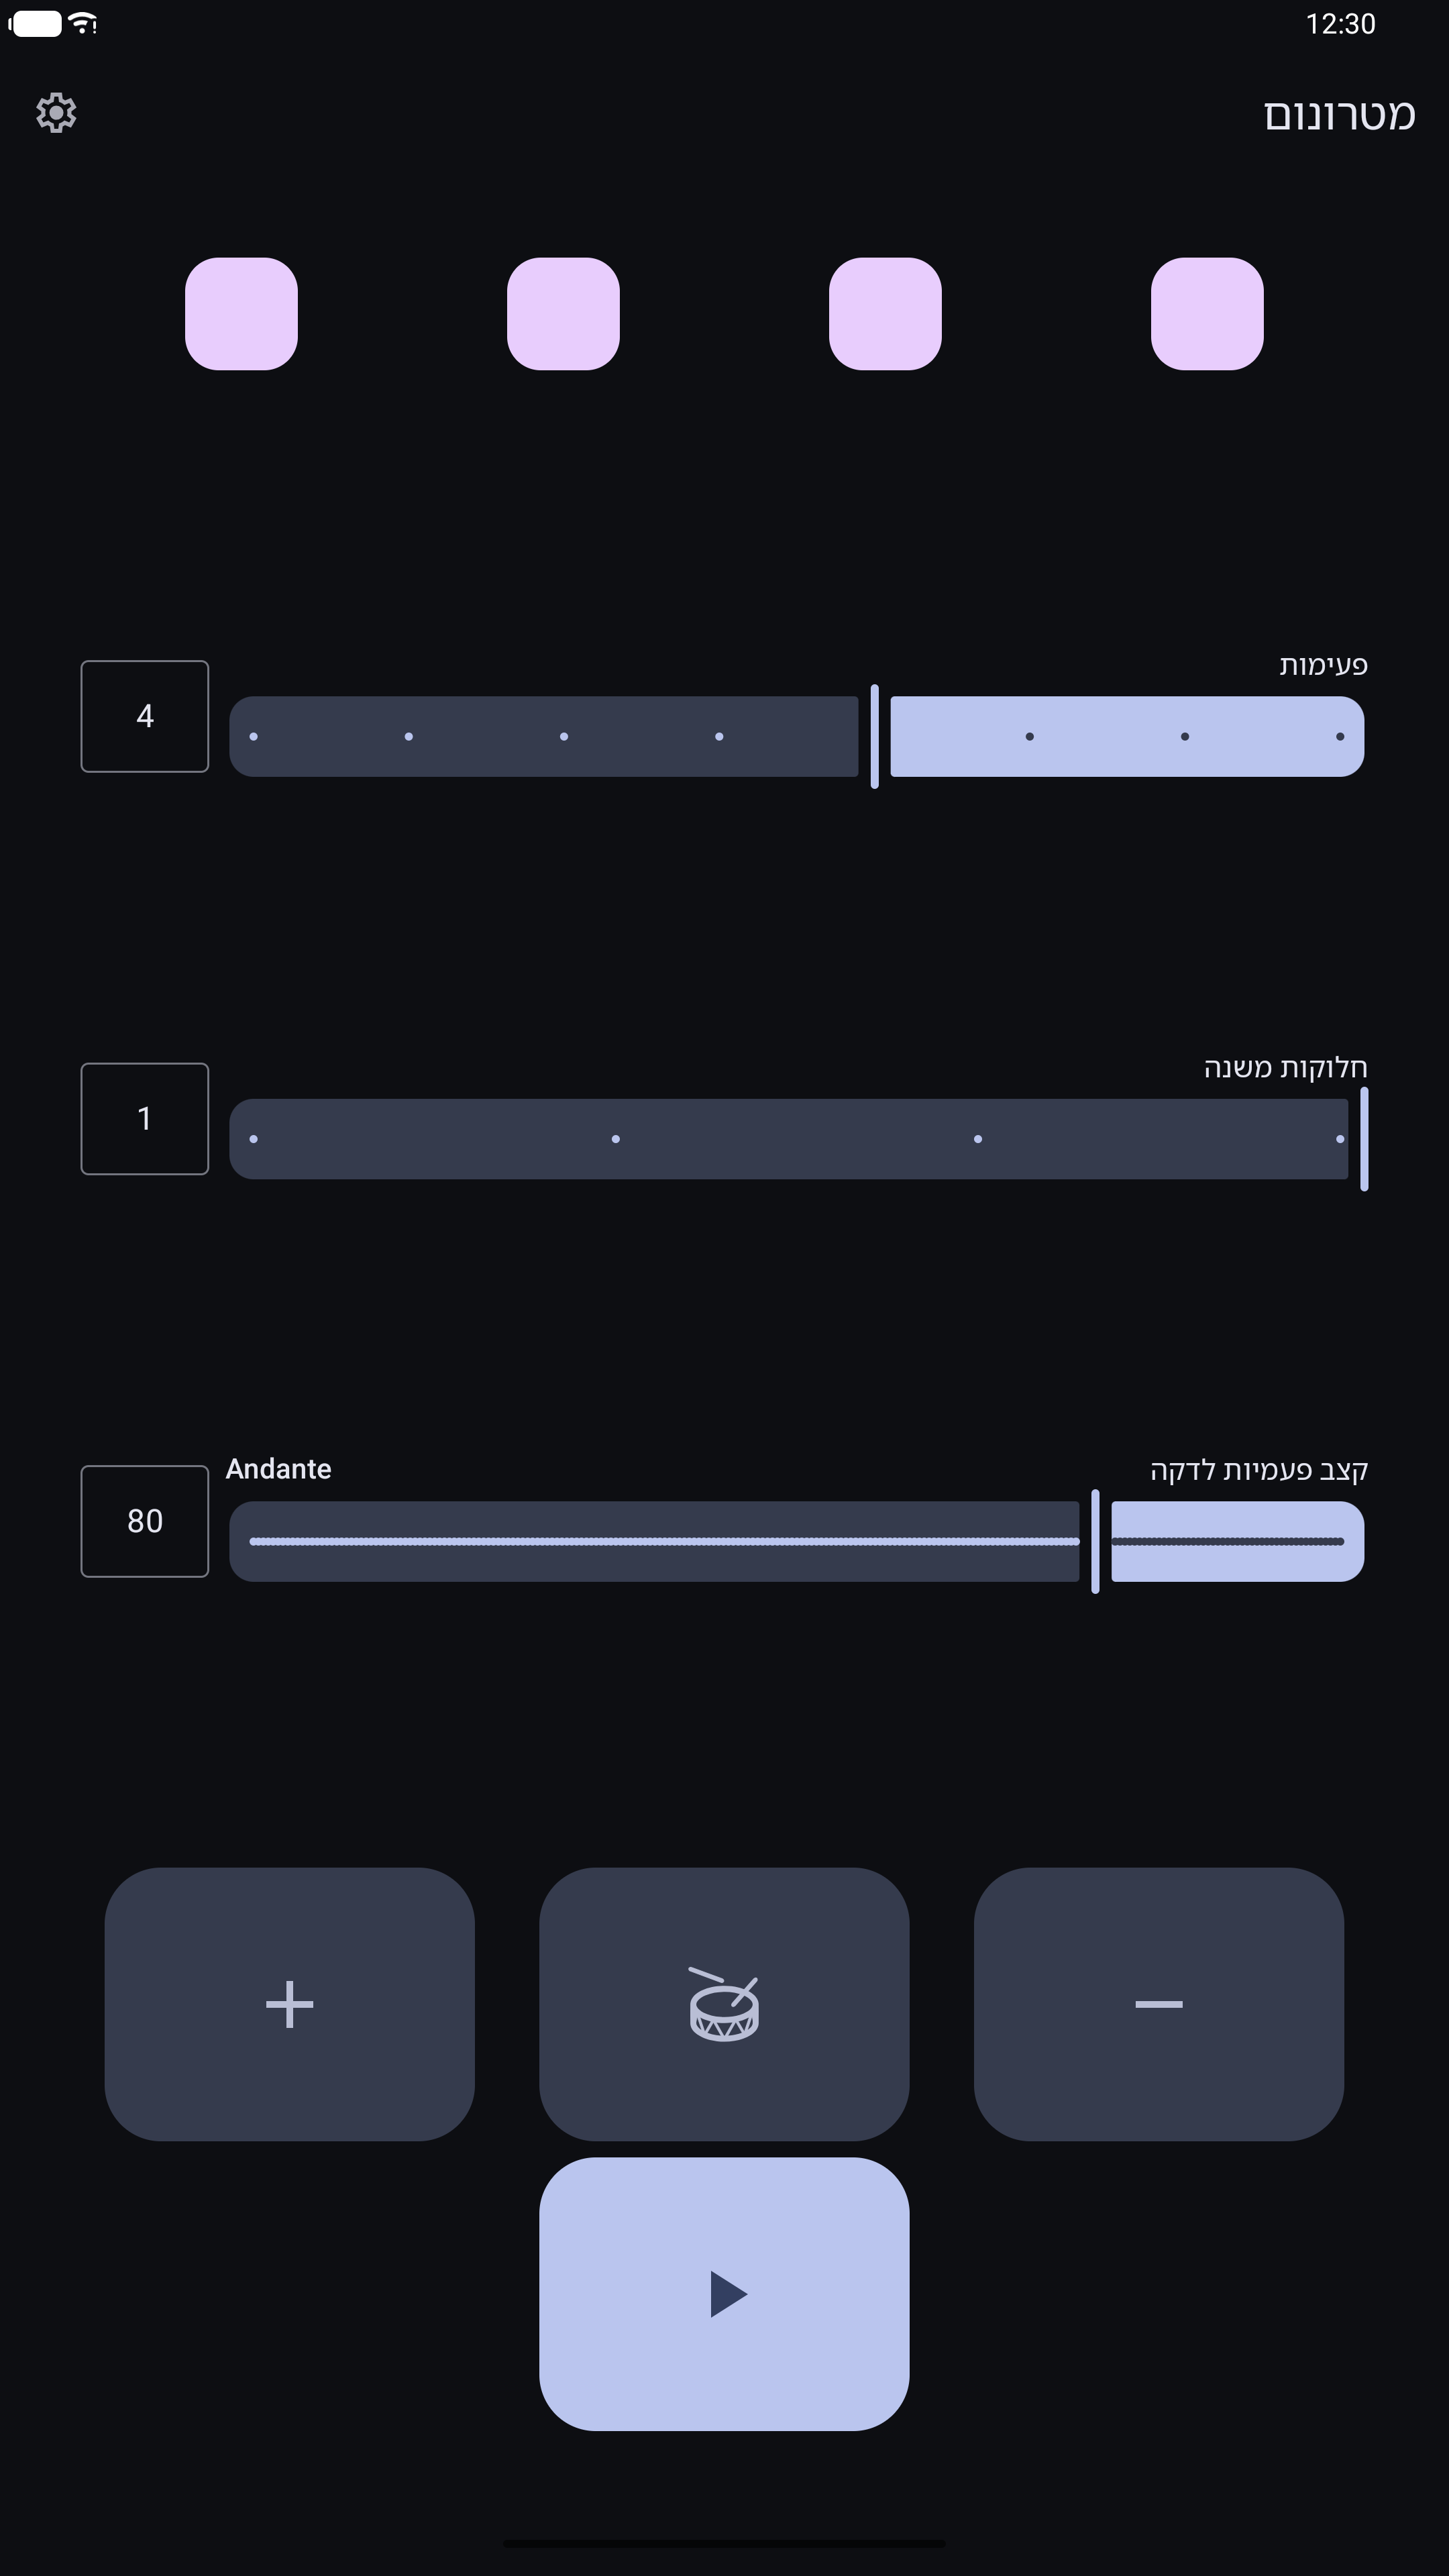 12:30
מטרונום
פעימות
4
חלוקות משנה
1
קצב פעמיות לדקה
Andante
80